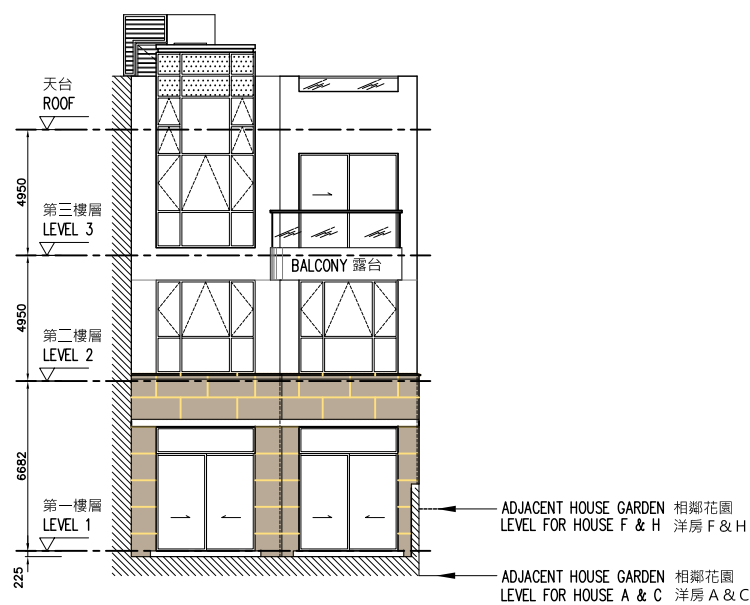 天台
ROOF
4950
第三樓層
LEVEL 3
BALCONY 露台
4950
第二樓層
LEVEL 2
6682
第一樓層
LEVEL 1
225
ADJACENT HOUSE GARDEN 相鄰花園
LEVEL FOR HOUSE F & H 洋房 F & H
ADJACENT HOUSE GARDEN 相鄰花園
LEVEL FOR HOUSE A & C 洋房 A & C